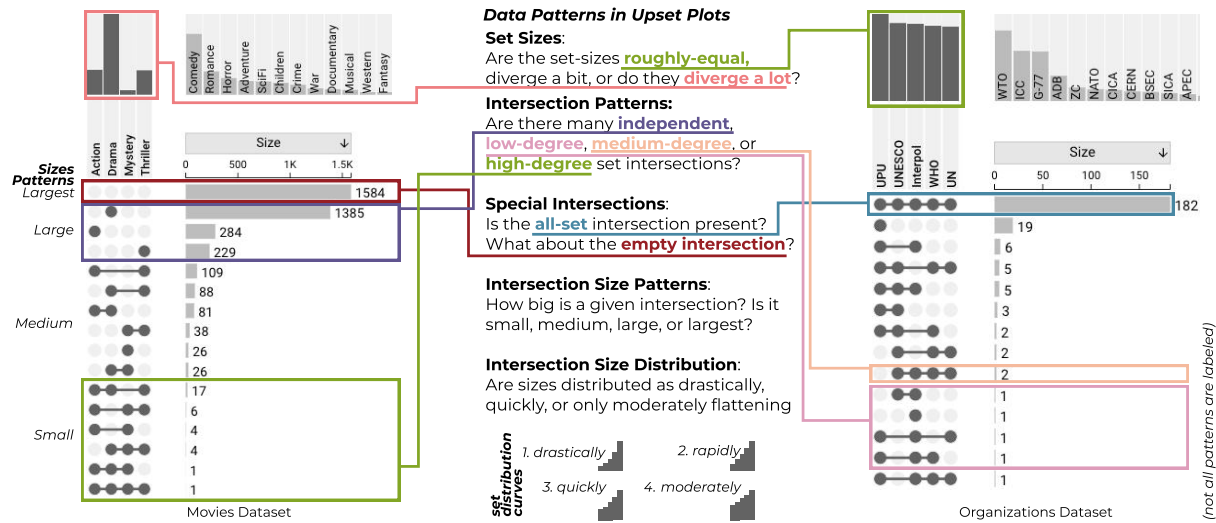 Data Patterns in Upset Plots
Set Sizes:
Are the set-sizes roughly-equal,
diverge a bit, or do they diverge a lot?
Intersection Patterns:
Are there many independent,
low-degree, medium-degree, or
high-degree set intersections?
Special Intersections:
Is the all-set intersection present?
What about the empty intersection?
Intersection Size Patterns:
How big is a given intersection? Is it
small, medium, large, or largest?
Intersection Size Distribution:
Are sizes distributed as drastically,
quickly, or only moderately flattening
1. drastically
2. rapidly
3. quickly
4. moderately
set
distribution
curves
Comedy
Romance
Horror
Adventure
SciFi
Children
Crime
War
Documentary
Musical
Western
Fantasy
Action
Drama
Mystery
Thriller
Size ↓
0 500 1K 1.5K
Sizes
Patterns
Largest
Large
Medium
Small
1584
1385
284
229
109
88
81
38
26
26
17
6
4
4
1
1
Movies Dataset
WTO
ICC
G-77
ADB
ZC
NATO
CICA
CERN
BSEC
SICA
APEC
UPU
UNESCO
Interpol
WHO
UN
Size ↓
0 50 100 150
182
19
6
5
5
3
2
2
2
1
1
1
1
1
Organizations Dataset
(not all patterns are labeled)